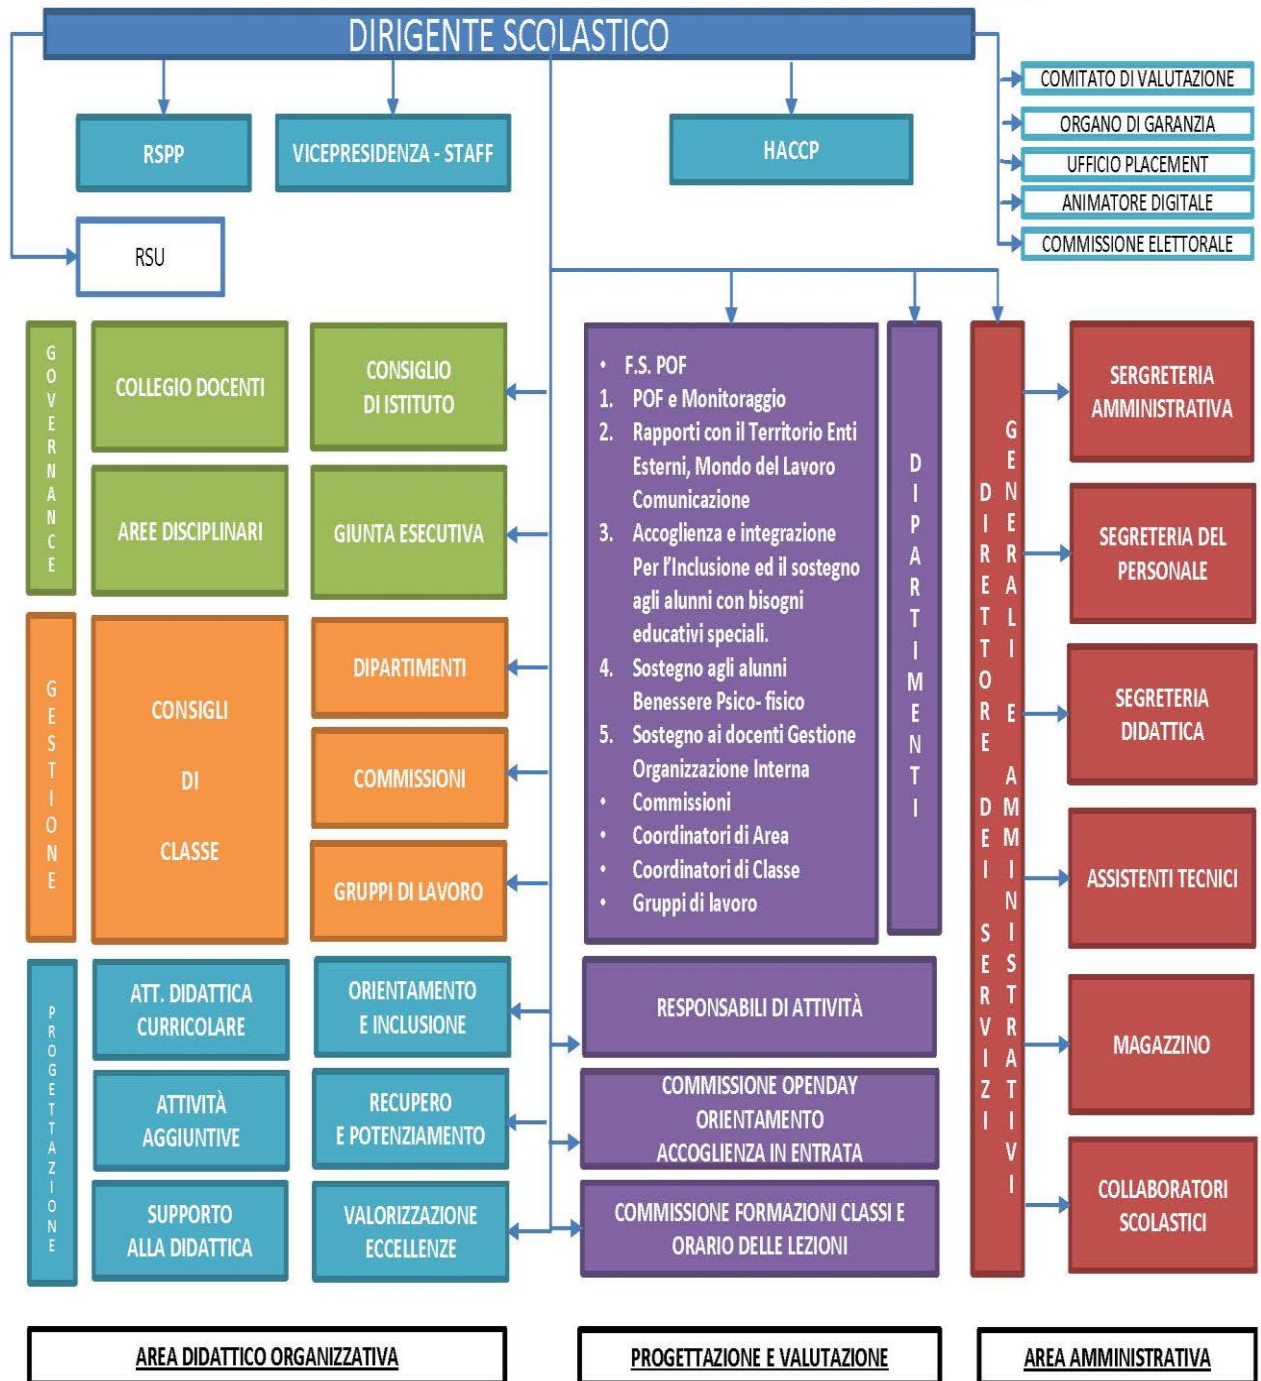 DIRIGENTE SCOLASTICO
RSPP
VICEPRESIDENZA - STAFF
HACCP
COMITATO DI VALUTAZIONE
ORGANO DI GARANZIA
UFFICIO PLACEMENT
ANIMATORE DIGITALE
COMMISSIONE ELETTORALE
RSU
GOVERNANCE
COLLEGIO DOCENTI
CONSIGLIO
DI ISTITUTO
AREE DISCIPLINARI
GIUNTA ESECUTIVA
GESTIONE
CONSIGLI
DI
CLASSE
DIPARTIMENTI
COMMISSIONI
GRUPPI DI LAVORO
PROGETTAZIONE
ATT. DIDATTICA
CURRICOLARE
ORIENTAMENTO
E INCLUSIONE
ATTIVITÀ
AGGIUNTIVE
RECUPERO
E POTENZIAMENTO
SUPPORTO
ALLA DIDATTICA
VALORIZZAZIONE
ECCELLENZE
• F.S. POF
1. POF e Monitoraggio
2. Rapporti con il Territorio Enti
Esterni, Mondo del Lavoro
Comunicazione
3. Accoglienza e integrazione
Per l'Inclusione ed il sostegno
agli alunni con bisogni
educativi speciali.
4. Sostegno agli alunni
Benessere Psico- fisico
5. Sostegno ai docenti Gestione
Organizzazione Interna
• Commissioni
• Coordinatori di Area
• Coordinatori di Classe
• Gruppi di lavoro
DIPARTIMENTI
RESPONSABILI DI ATTIVITÀ
COMMISSIONE OPENDAY
ORIENTAMENTO
ACCOGLIENZA IN ENTRATA
COMMISSIONE FORMAZIONI CLASSI E
ORARIO DELLE LEZIONI
DIRETTORE DEI SERVIZI
GENERALI E AMMINISTRATIVI
SERGRETERIA
AMMINISTRATIVA
SEGRETERIA DEL
PERSONALE
SEGRETERIA
DIDATTICA
ASSISTENTI TECNICI
MAGAZZINO
COLLABORATORI
SCOLASTICI
AREA DIDATTICO ORGANIZZATIVA
PROGETTAZIONE E VALUTAZIONE
AREA AMMINISTRATIVA